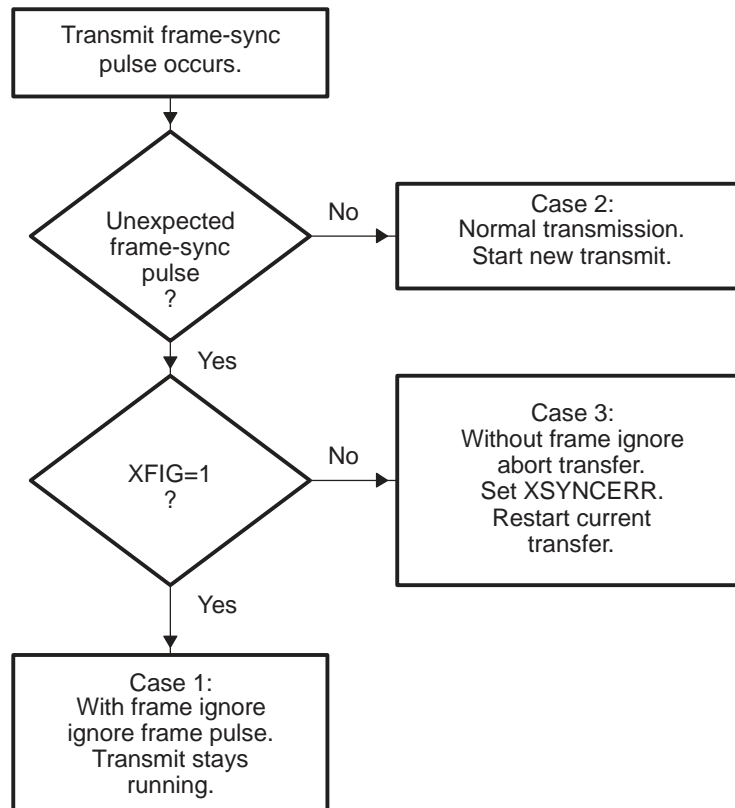 Transmit frame-sync
pulse occurs.
Unexpected
frame-sync
pulse
?
No
Case 2:
Normal transmission.
Start new transmit.
Yes
XFIG=1
?
No
Case 3:
Without frame ignore
abort transfer.
Set XSYNCERR.
Restart current
transfer.
Yes
Case 1:
With frame ignore
ignore frame pulse.
Transmit stays
running.